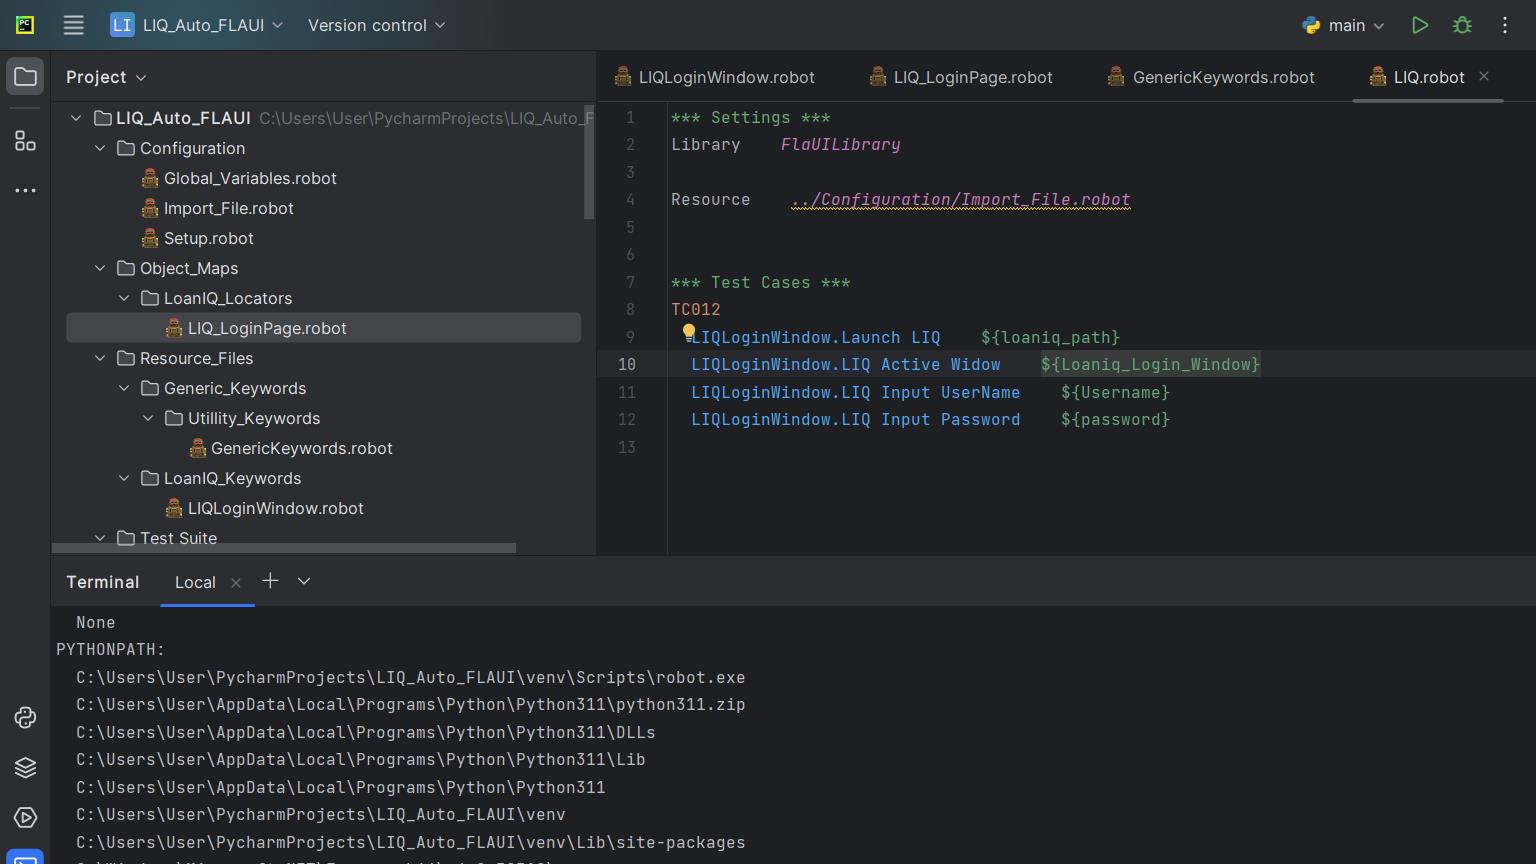 PC
LI LIQ_Auto_FLAUI Version control main
Project
LIQLoginWindow.robot LIQ_LoginPage.robot GenericKeywords.robot LIQ.robot
LIQ_Auto_FLAUI C:\Users\User\PycharmProjects\LIQ_Auto_F
Configuration
Global_Variables.robot
Import_File.robot
Setup.robot
Object_Maps
LoanIQ_Locators
LIQ_LoginPage.robot
Resource_Files
Generic_Keywords
Utillity_Keywords
GenericKeywords.robot
LoanIQ_Keywords
LIQLoginWindow.robot
Test Suite
1 *** Settings ***
2 Library    FlaUILibrary
3
4 Resource    ../Configuration/Import_File.robot
5
6
7 *** Test Cases ***
8 TC012
9 LIQLoginWindow.Launch LIQ    ${loaniq_path}
10 LIQLoginWindow.LIQ Active Widow    ${Loaniq_Login_Window}
11 LIQLoginWindow.LIQ Input UserName    ${Username}
12 LIQLoginWindow.LIQ Input Password    ${password}
13
Terminal Local
None
PYTHONPATH:
C:\Users\User\PycharmProjects\LIQ_Auto_FLAUI\venv\Scripts\robot.exe
C:\Users\User\AppData\Local\Programs\Python\Python311\python311.zip
C:\Users\User\AppData\Local\Programs\Python\Python311\DLLs
C:\Users\User\AppData\Local\Programs\Python\Python311\Lib
C:\Users\User\AppData\Local\Programs\Python\Python311
C:\Users\User\PycharmProjects\LIQ_Auto_FLAUI\venv
C:\Users\User\PycharmProjects\LIQ_Auto_FLAUI\venv\Lib\site-packages